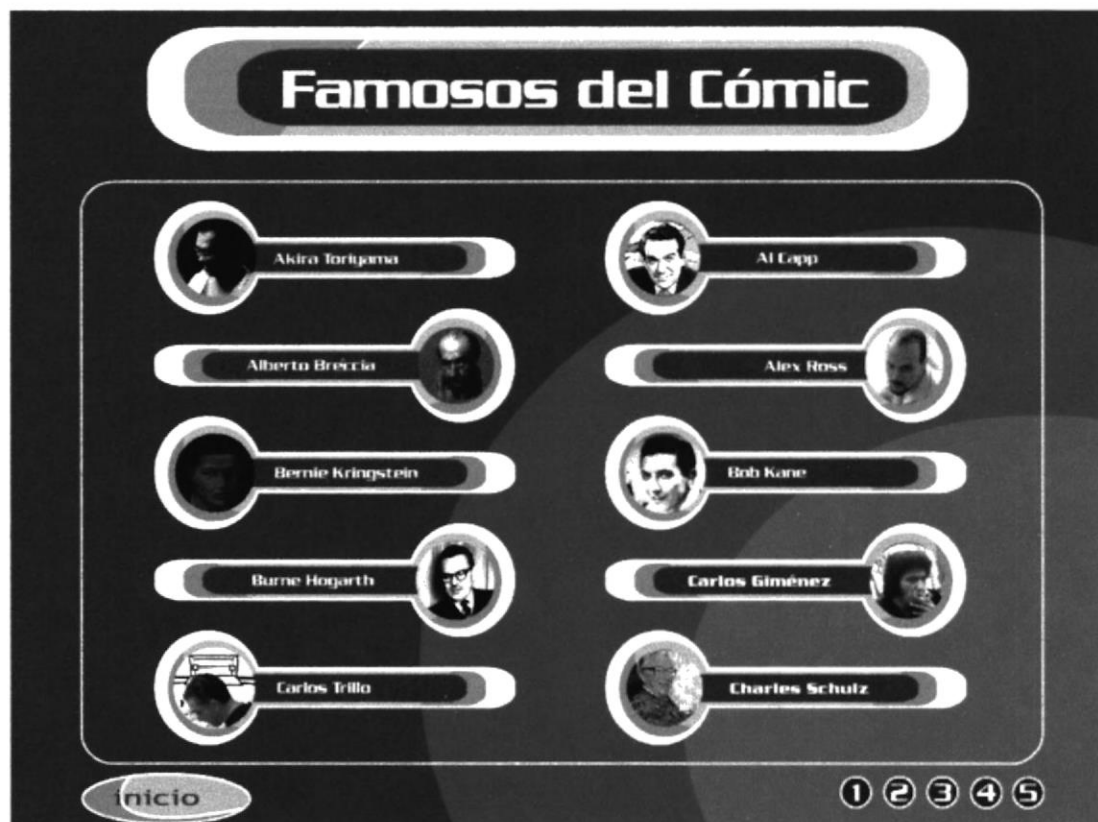 Famosos del Cómic
Akira Toriyama
Al Capp
Alberto Breiccia
Alex Ross
Bernie Kringstein
Bob Kane
Burne Hogarth
Carlos Giménez
Carlos Trillo
Charles Schulz
inicio
1 2 3 4 5